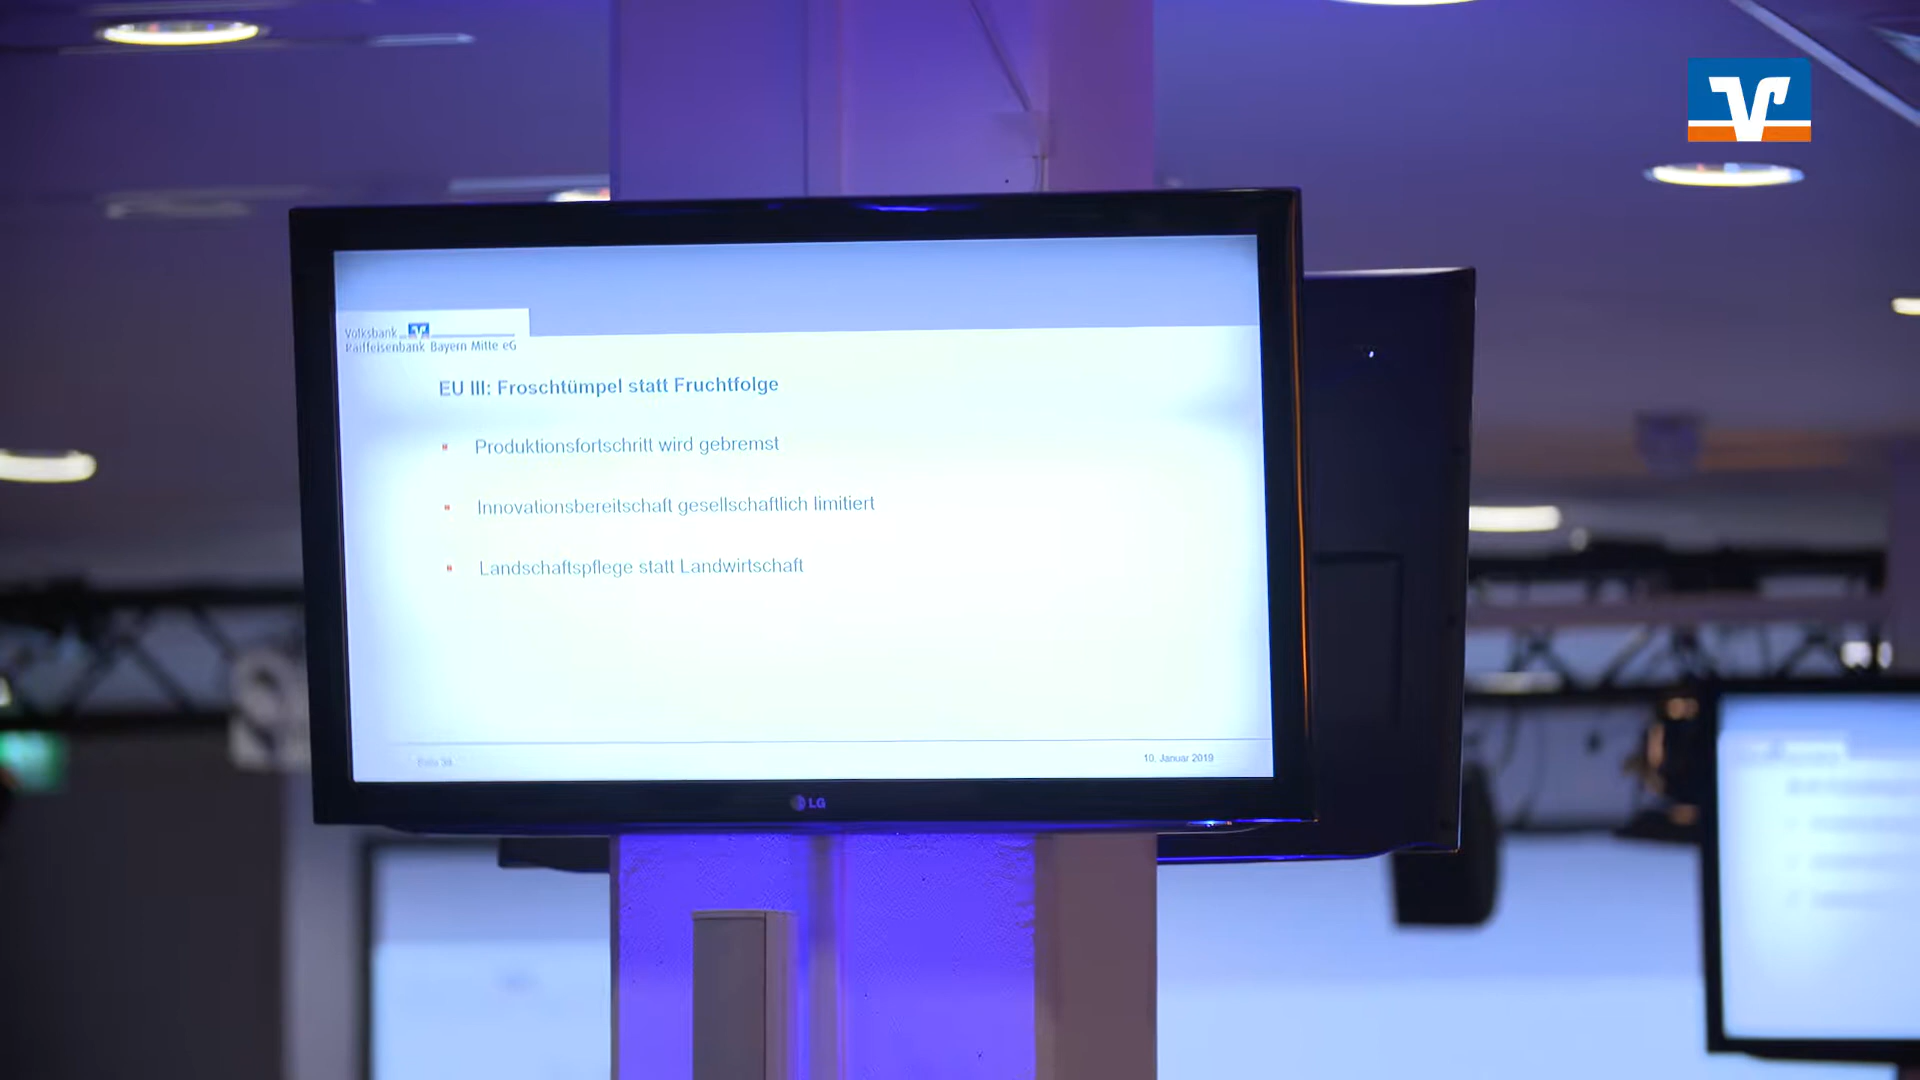 Volksbank
Raiffeisenbank Bayern Mitte eG
EU III: Froschtümpel statt Fruchtfolge
Produktionsfortschritt wird gebremst
Innovationsbereitschaft gesellschaftlich limitiert
Landschaftspflege statt Landwirtschaft
10. Januar 2019
LG